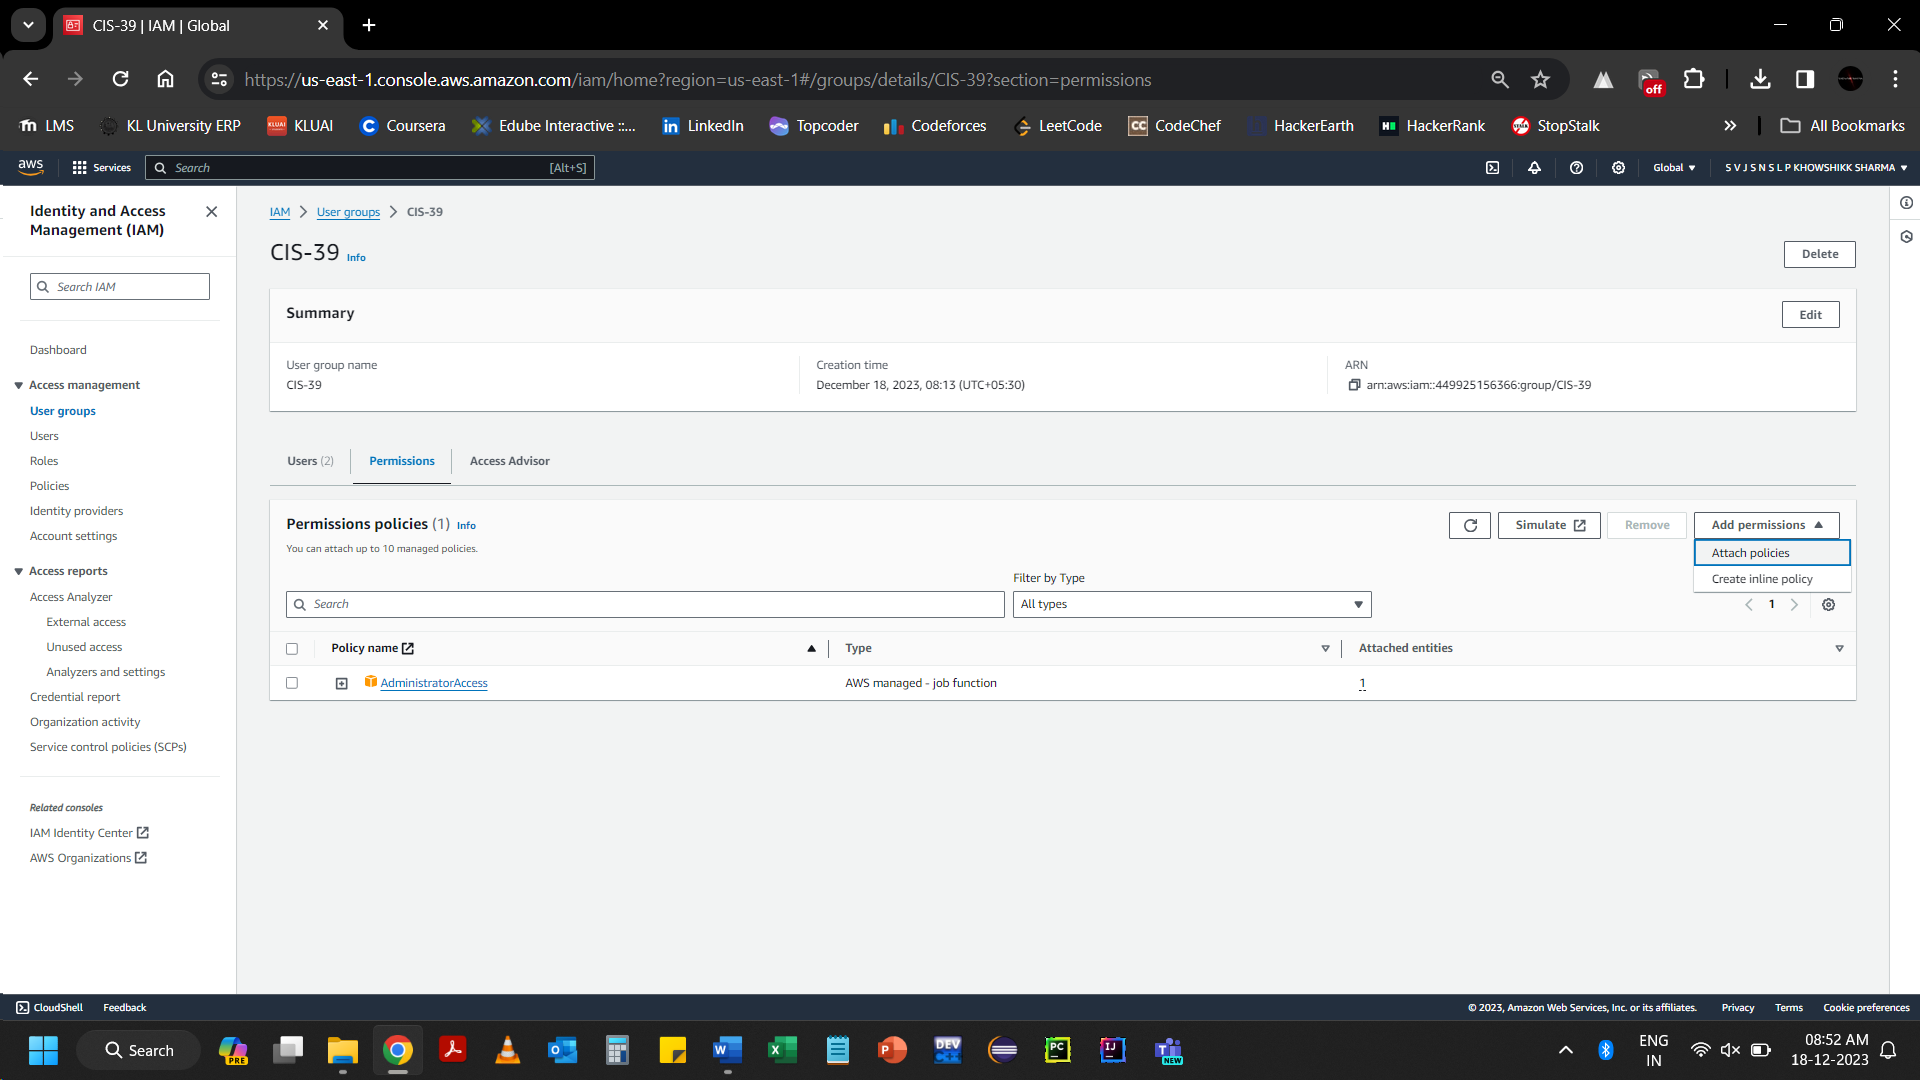 CIS-39 | IAM | Global
https://us-east-1.console.aws.amazon.com/iam/home?region=us-east-1#/groups/details/CIS-39?section=permissions
off
LMS
KL University ERP
KLUAI
KLUAI
Coursera
Edube Interactive ::...
in
LinkedIn
Topcoder
Codeforces
LeetCode
CC
CodeChef
HackerEarth
HackerRank
StopStalk
All Bookmarks
aws
Services
Search
[Alt+S]
Global
S V J S N S L P KHOWSHIKK SHARMA
Identity and Access
Management (IAM)
Search IAM
Dashboard
Access management
User groups
Users
Roles
Policies
Identity providers
Account settings
Access reports
Access Analyzer
External access
Unused access
Analyzers and settings
Credential report
Organization activity
Service control policies (SCPs)
Related consoles
IAM Identity Center
AWS Organizations
IAM > User groups > CIS-39
CIS-39 Info
Delete
Summary
Edit
User group name
CIS-39
Creation time
December 18, 2023, 08:13 (UTC+05:30)
ARN
arn:aws:iam::449925156366:group/CIS-39
Users (2)
Permissions
Access Advisor
Permissions policies (1) Info
You can attach up to 10 managed policies.
Simulate
Remove
Add permissions
Attach policies
Create inline policy
Filter by Type
Search
All types
1
Policy name
Type
Attached entities
AdministratorAccess
AWS managed - job function
1
CloudShell
Feedback
© 2023, Amazon Web Services, Inc. or its affiliates.
Privacy
Terms
Cookie preferences
Search
PRE
DEV
C++
PC
IJ
NEW
ENG
IN
08:52 AM
18-12-2023